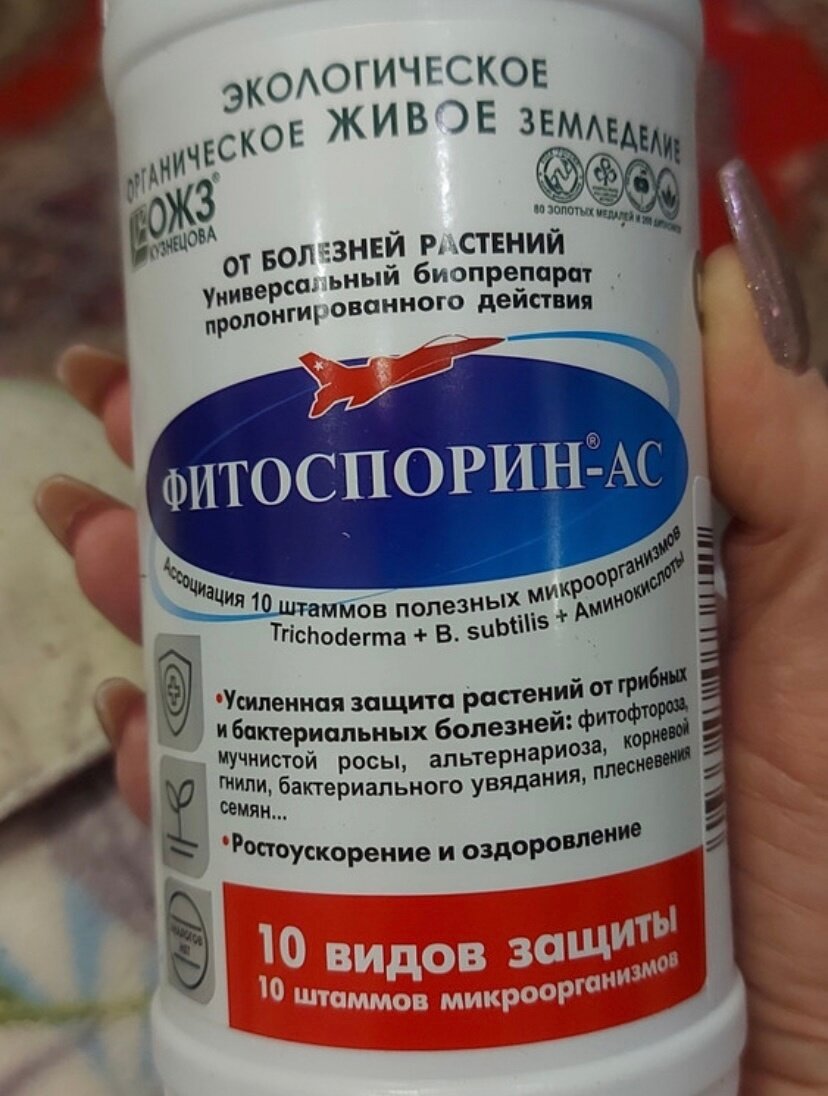 ЭКОЛОГИЧЕСКОЕ
ОРГАНИЧЕСКОЕ ЖИВОЕ ЗЕМЛЕДЕЛИЕ
ОЖЗ®
КУЗНЕЦОВА
80 ЗОЛОТЫХ МЕДАЛЕЙ И
ОТ БОЛЕЗНЕЙ РАСТЕНИЙ
Универсальный биопрепарат
пролонгированного действия
ФИТОСПОРИН®-АС
Ассоциация 10 штаммов полезных микроорганизмов
Trichoderma + B. subtilis + Аминокислоты
•Усиленная защита растений от грибных
и бактериальных болезней: фитофтороза,
мучнистой росы, альтернариоза, корневой
гнили, бактериального увядания, плесневения
семян...
•Ростоускорение и оздоровление
АНАЛОГОВ
НЕТ
10 видов защиты
10 штаммов микроорганизмов